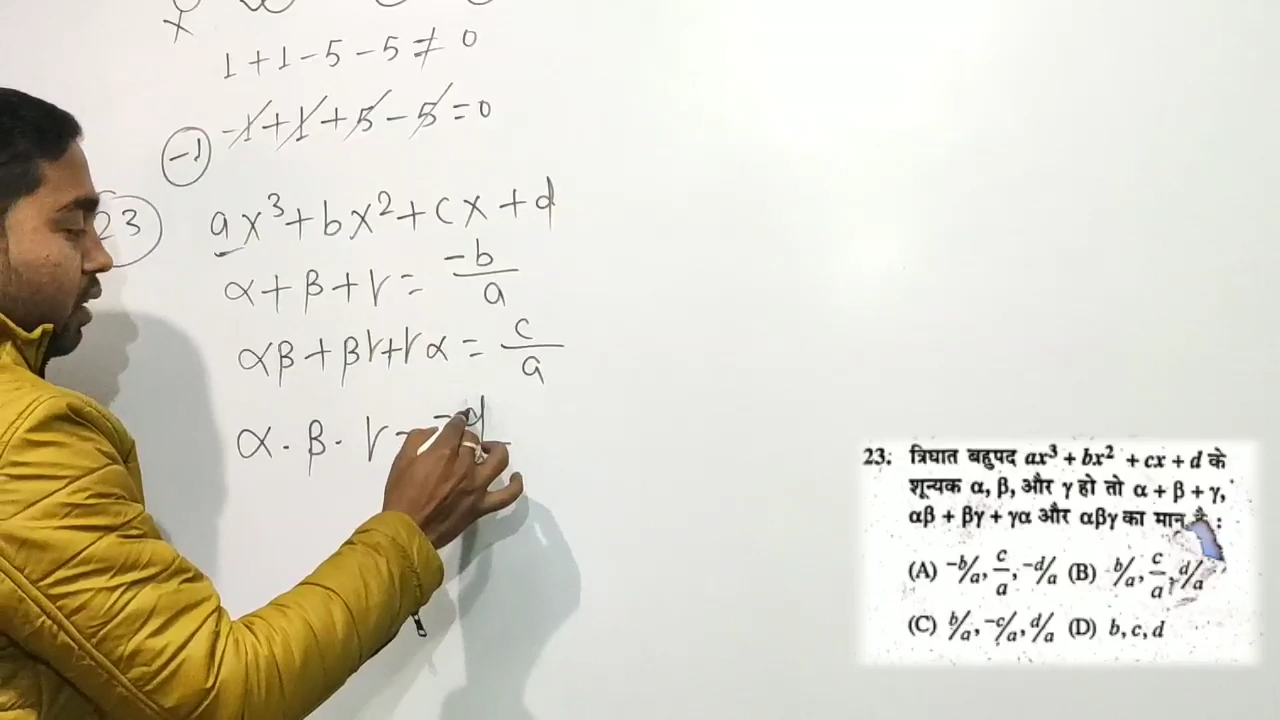 1 + 1 - 5 - 5 ≠ 0
-1 + 1 + 5 - 5 = 0
-1
23
ax³ + bx² + cx + d
α + β + γ = -b/a
αβ + βγ + γα = c/a
α . β . γ - -d
23. त्रिघात बहुपद ax³ + bx² + cx + d के
शून्यक α, β, और γ हो तो α + β + γ,
αβ + βγ + γα और αβγ का मान है :
(A) -b/a, c/a, -d/a (B) b/a, c/a, d/a
(C) b/a, -c/a, d/a (D) b, c, d